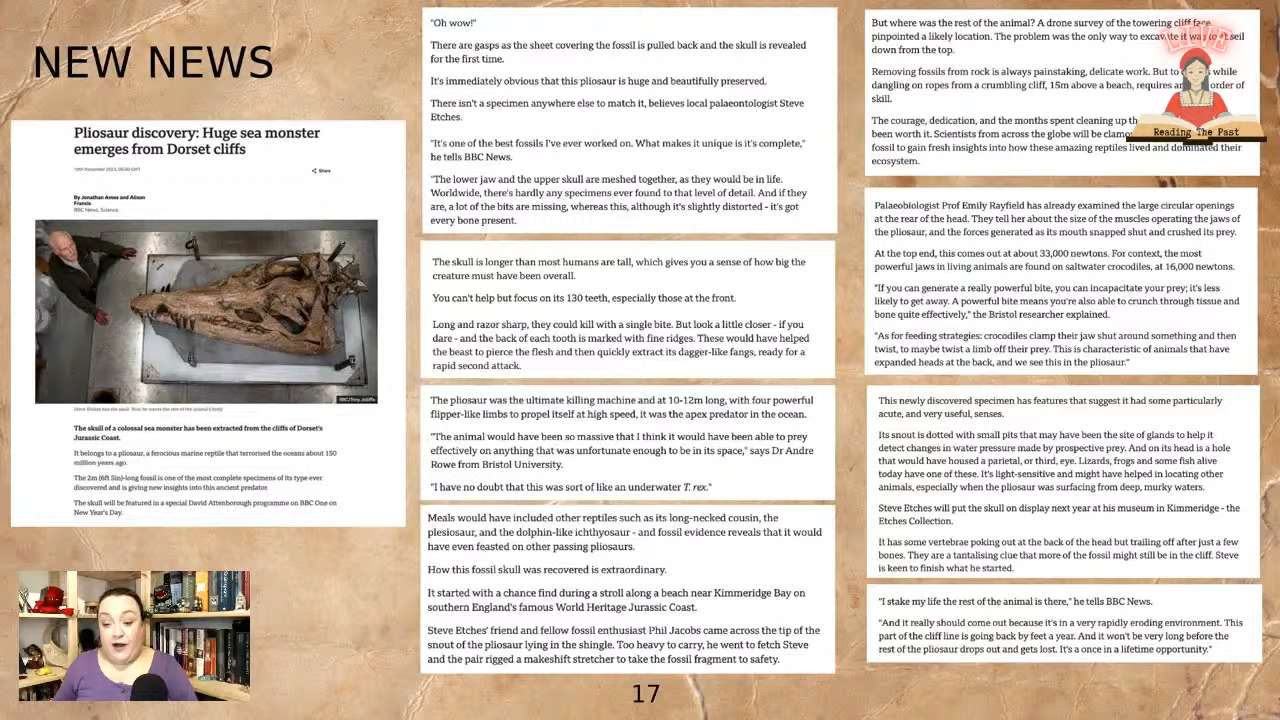 NEW NEWS
Pliosaur discovery: Huge sea monster
emerges from Dorset cliffs
Share
By Jonathan Amos and Alison
Francis
BBC News, Science
The skull of a colossal sea monster has been extracted from the cliffs of Dorset's
Jurassic Coast.
It belongs to a pliosaur, a ferocious marine reptile that terrorised the oceans about 150
million years ago.
The 2m (6ft 5in)-long fossil is one of the most complete specimens of its type ever
discovered and is giving new insights into this ancient predator.
The skull will be featured in a special David Attenborough programme on BBC One on
New Year's Day.
"Oh wow!"
There are gasps as the sheet covering the fossil is pulled back and the skull is revealed
for the first time.
It's immediately obvious that this pliosaur is huge and beautifully preserved.
There isn't a specimen anywhere else to match it, believes local palaeontologist Steve
Etches.
"It's one of the best fossils I've ever worked on. What makes it unique is it's complete,"
he tells BBC News.
"The lower jaw and the upper skull are meshed together, as they would be in life.
Worldwide, there's hardly any specimens ever found to that level of detail. And if they
are, a lot of the bits are missing, whereas this, although it's slightly distorted - it's got
every bone present.
The skull is longer than most humans are tall, which gives you a sense of how big the
creature must have been overall.
You can't help but focus on its 130 teeth, especially those at the front.
Long and razor sharp, they could kill with a single bite. But look a little closer - if you
dare - and the back of each tooth is marked with fine ridges. These would have helped
the beast to pierce the flesh and then quickly extract its dagger-like fangs, ready for a
rapid second attack.
The pliosaur was the ultimate killing machine and at 10-12m long, with four powerful
flipper-like limbs to propel itself at high speed, it was the apex predator in the ocean.
"The animal would have been so massive that I think it would have been able to prey
effectively on anything that was unfortunate enough to be in its space," says Dr Andre
Rowe from Bristol University.
"I have no doubt that this was sort of like an underwater T. rex."
Meals would have included other reptiles such as its long-necked cousin, the
plesiosaur, and the dolphin-like ichthyosaur - and fossil evidence reveals that it would
have even feasted on other passing pliosaurs.
How this fossil skull was recovered is extraordinary.
It started with a chance find during a stroll along a beach near Kimmeridge Bay on
southern England's famous World Heritage Jurassic Coast.
Steve Etches' friend and fellow fossil enthusiast Phil Jacobs came across the tip of the
snout of the pliosaur lying in the shingle. Too heavy to carry, he went to fetch Steve
and the pair rigged a makeshift stretcher to take the fossil fragment to safety.
But where was the rest of the animal? A drone survey of the towering cliff face
pinpointed a likely location. The problem was the only way to excavate it was to abseil
down from the top.
Removing fossils from rock is always painstaking, delicate work. But to while
dangling on ropes from a crumbling cliff, 15m above a beach, requires an order of
skill.
The courage, dedication, and the months spent cleaning up the
been worth it. Scientists from across the globe will be
fossil to gain fresh insights into how these amazing reptiles lived and dominated their
ecosystem.
LIVE
Reading The Past
Palaeobiologist Prof Emily Rayfield has already examined the large circular openings
at the rear of the head. They tell her about the size of the muscles operating the jaws of
the pliosaur, and the forces generated as its mouth snapped shut and crushed its prey.
At the top end, this comes out at about 33,000 newtons. For context, the most
powerful jaws in living animals are found on saltwater crocodiles, at 16,000 newtons.
"If you can generate a really powerful bite, you can incapacitate your prey; it's less
likely to get away. A powerful bite means you're also able to crunch through tissue and
bone quite effectively," the Bristol researcher explained.
"As for feeding strategies: crocodiles clamp their jaw shut around something and then
twist, to maybe twist a limb off their prey. This is characteristic of animals that have
expanded heads at the back, and we see this in the pliosaur."
This newly discovered specimen has features that suggest it had some particularly
acute, and very useful, senses.
Its snout is dotted with small pits that may have been the site of glands to help it
detect changes in water pressure made by prospective prey. And on its head is a hole
that would have housed a parietal, or third, eye. Lizards, frogs and some fish alive
today have one of these. It's light-sensitive and might have helped in locating other
animals, especially when the pliosaur was surfacing from deep, murky waters.
Steve Etches will put the skull on display next year at his museum in Kimmeridge - the
Etches Collection.
It has some vertebrae poking out at the back of the head but trailing off after just a few
bones. They are a tantalising clue that more of the fossil might still be in the cliff. Steve
is keen to finish what he started.
"I stake my life the rest of the animal is there," he tells BBC News.
"And it really should come out because it's in a very rapidly eroding environment. This
part of the cliff line is going back by feet a year. And it won't be very long before the
rest of the pliosaur drops out and gets lost. It's a once in a lifetime opportunity."
17